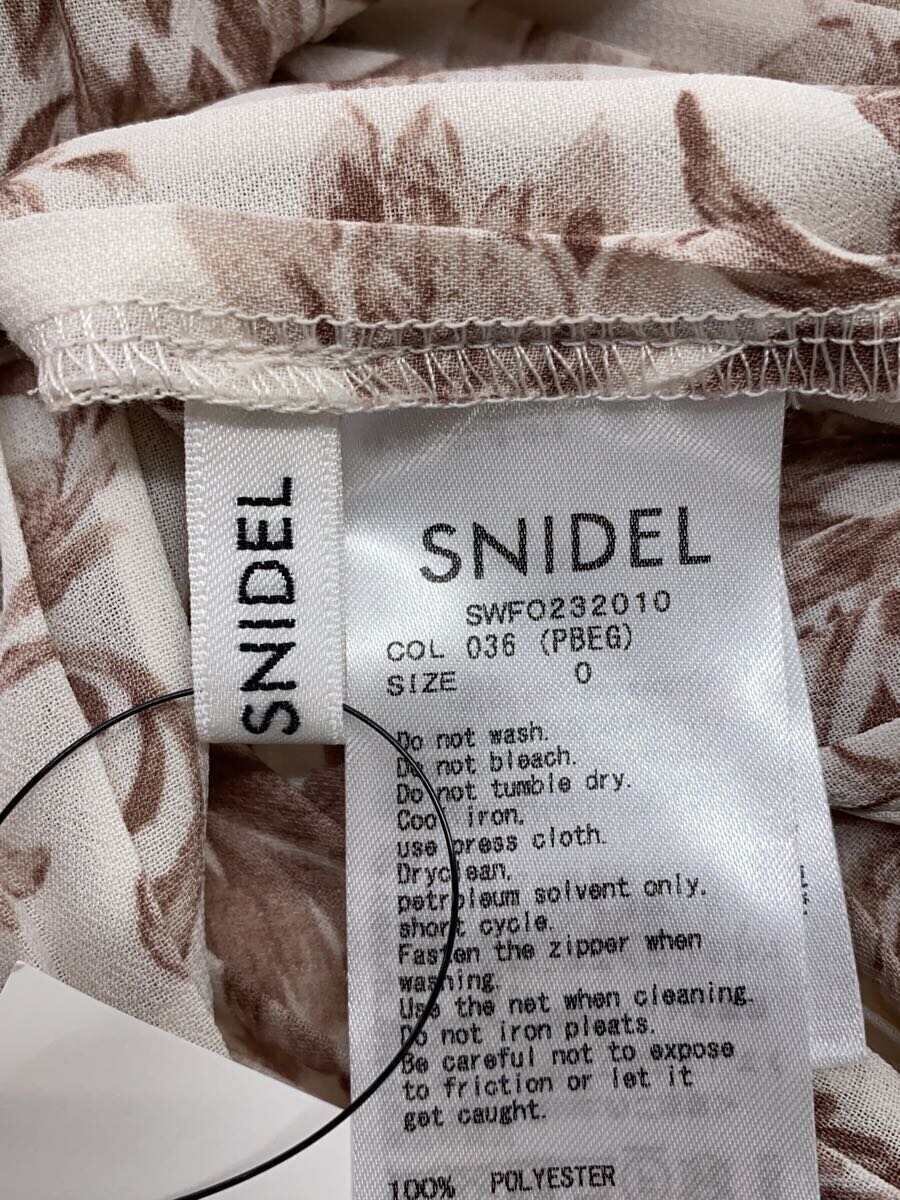 SNIDEL
SNIDEL
SWFO232010
COL 036 (PBEG)
SIZE 0
Do not wash.
Do not bleach.
Do not tumble dry.
Cool iron.
use press cloth.
Dryclean.
petroleum solvent only.
short cycle.
Fasten the zipper when
washing.
Use the net when cleaning.
Do not iron pleats.
Be careful not to expose
to friction or let it
get caught.
100% POLYESTER